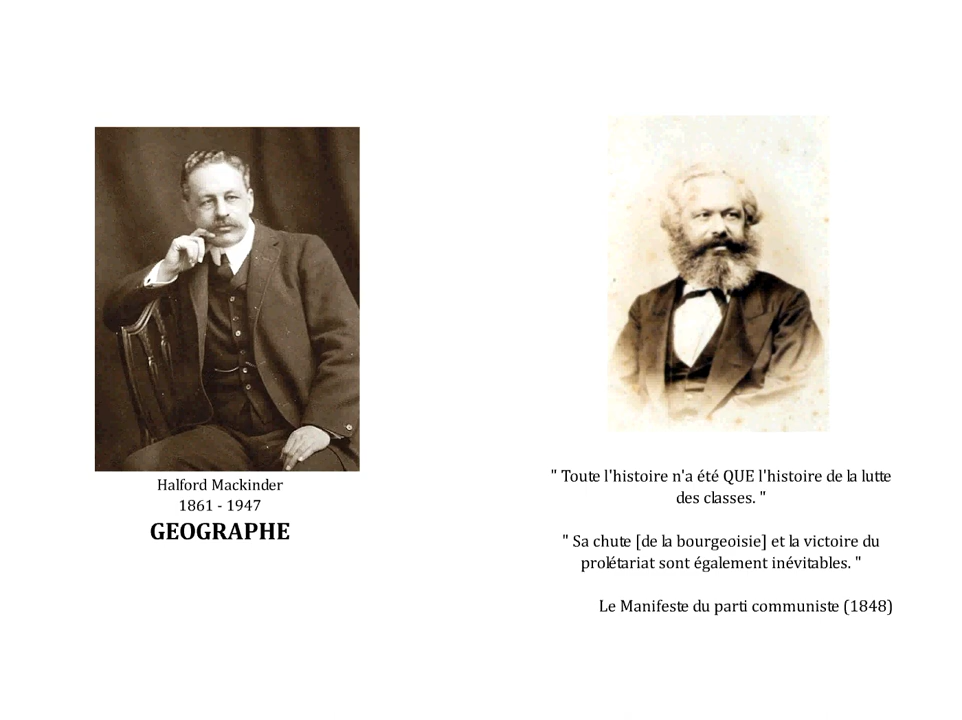 Halford Mackinder
1861 - 1947
GEOGRAPHE
" Toute l'histoire n'a été QUE l'histoire de la lutte
des classes. "
" Sa chute [de la bourgeoisie] et la victoire du
prolétariat sont également inévitables. "
Le Manifeste du parti communiste (1848)